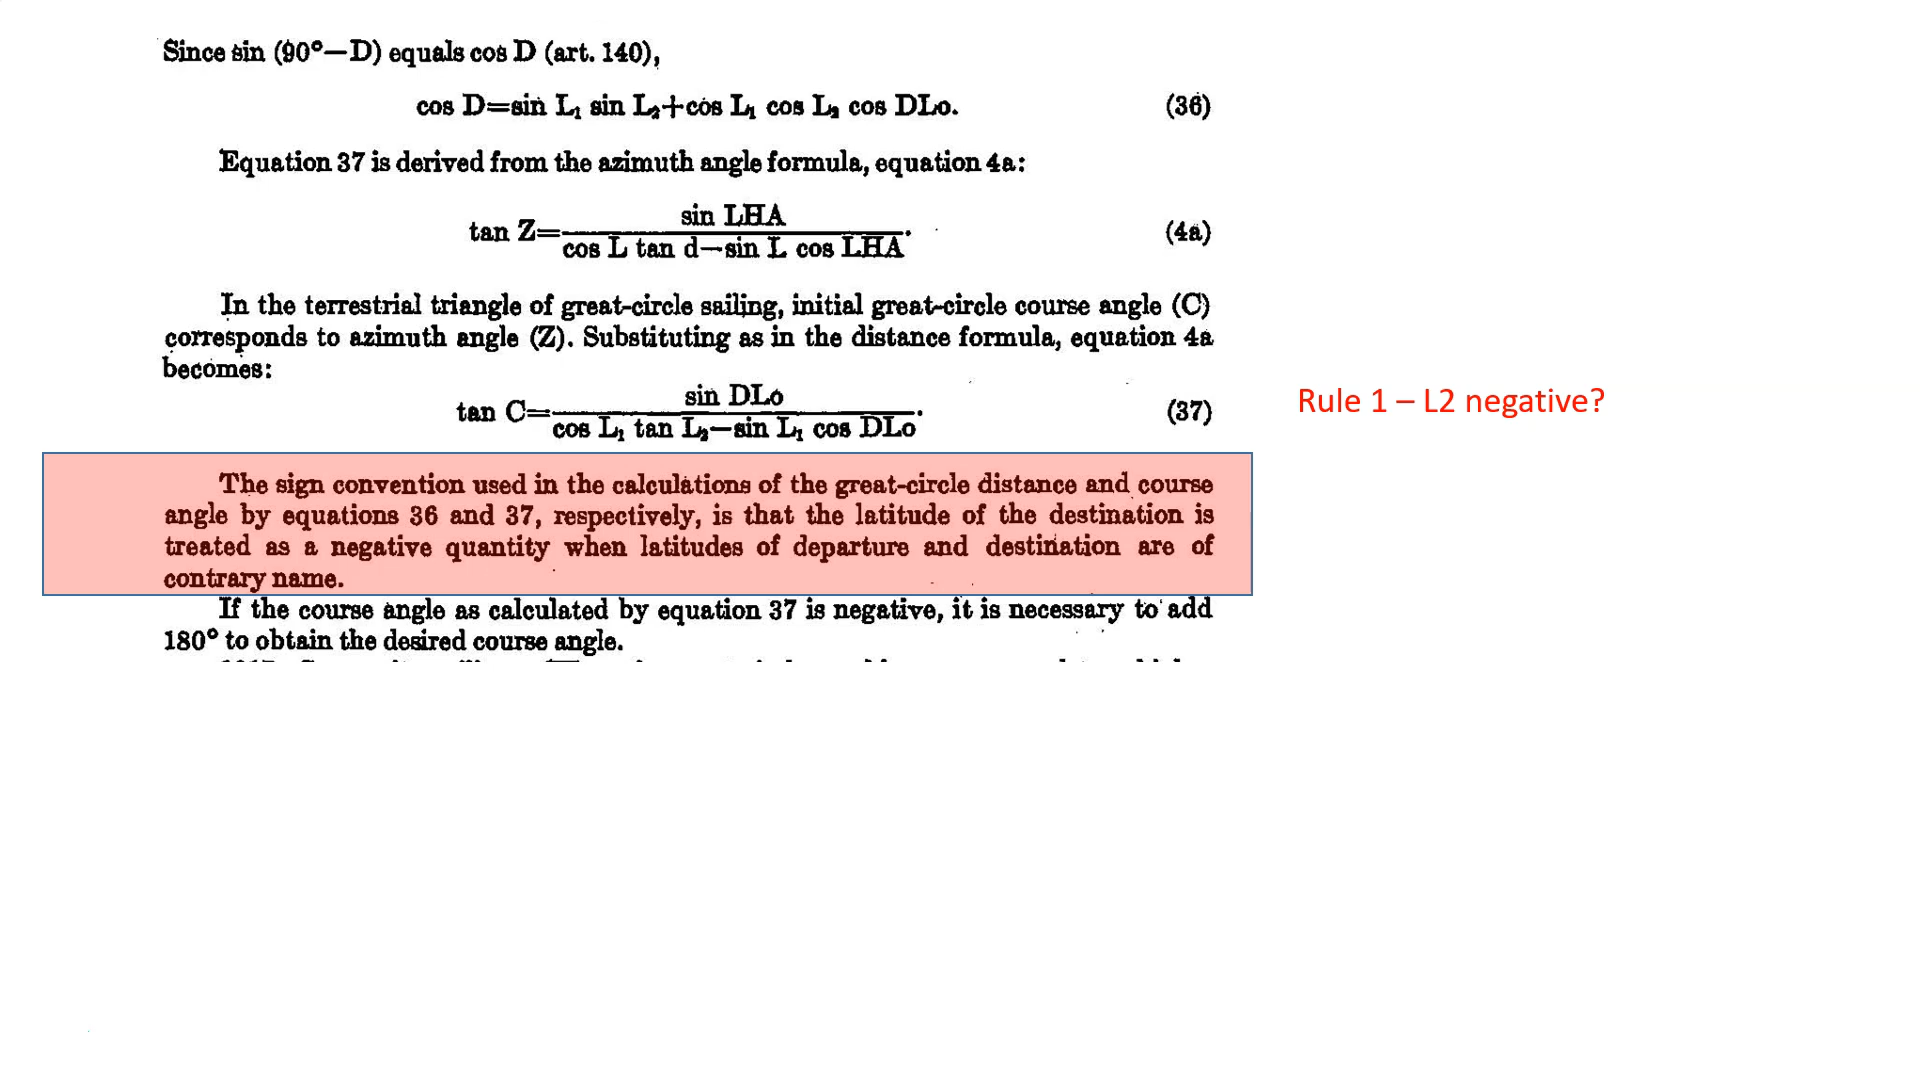 Since sin (90°—D) equals cos D (art. 140),
cos D=sin L₁ sin L₂+cos L₁ cos L₂ cos DLo. (36)
Equation 37 is derived from the azimuth angle formula, equation 4a:
sin LHA
tan Z= (4a)
cos L tan d—sin L cos LHA.
In the terrestrial triangle of great-circle sailing, initial great-circle course angle (C)
corresponds to azimuth angle (Z). Substituting as in the distance formula, equation 4a
becomes:
sin DLo
tan C= (37)
cos L₁ tan L₂—sin L₁ cos DLo.
Rule 1 – L2 negative?
The sign convention used in the calculations of the great-circle distance and course
angle by equations 36 and 37, respectively, is that the latitude of the destination is
treated as a negative quantity when latitudes of departure and destination are of
contrary name.
If the course angle as calculated by equation 37 is negative, it is necessary to add
180° to obtain the desired course angle.